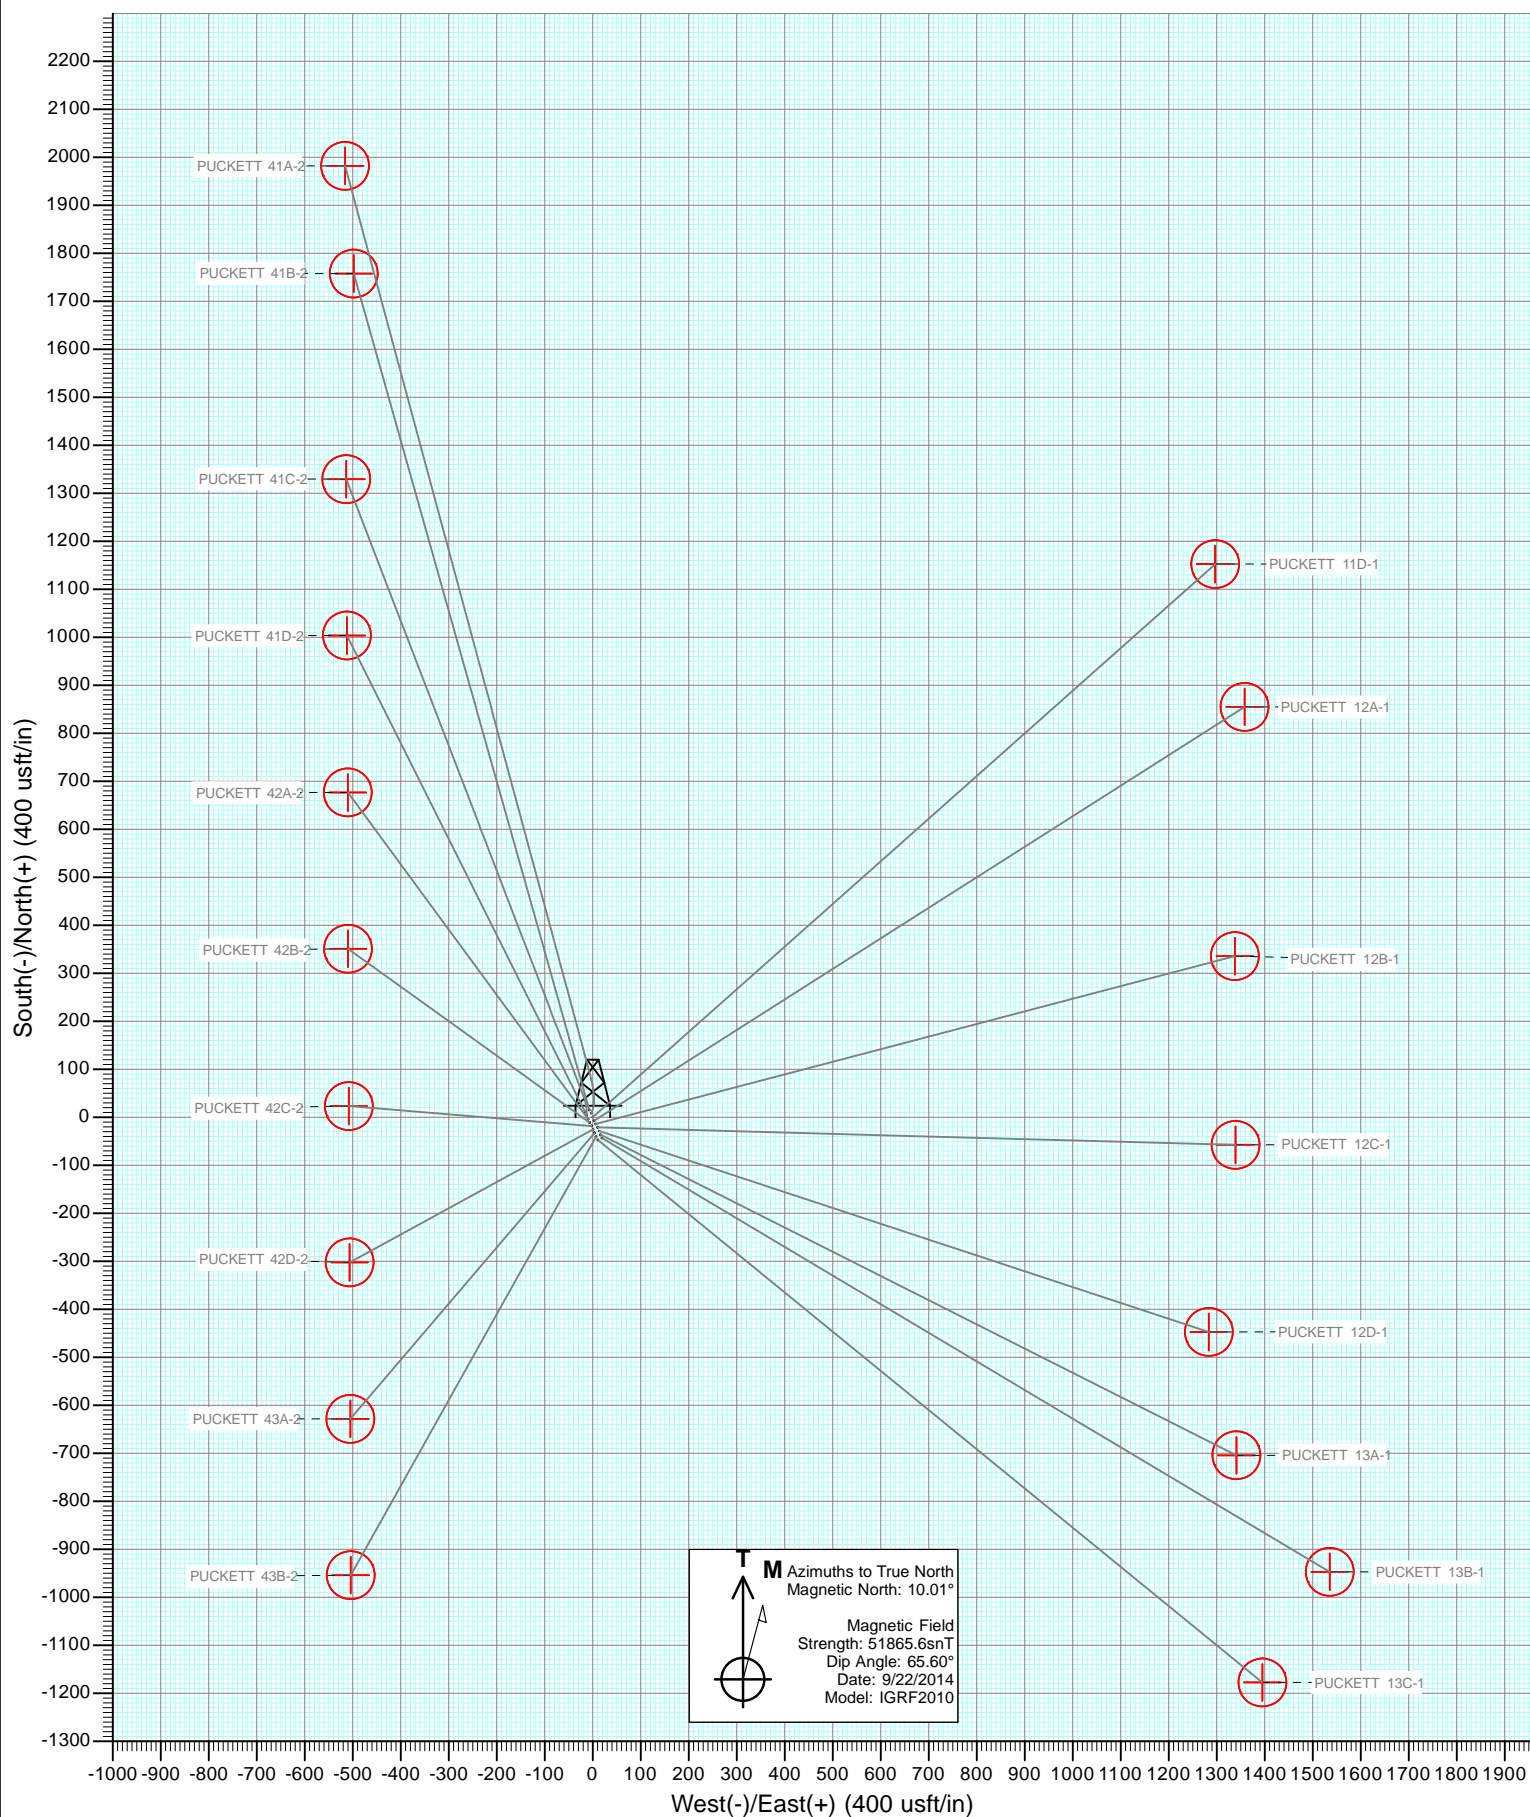 South(-)/North(+) (400 usft/in)
2200
2100
2000
1900
1800
1700
1600
1500
1400
1300
1200
1100
1000
900
800
700
600
500
400
300
200
100
0
-100
-200
-300
-400
-500
-600
-700
-800
-900
-1000
-1100
-1200
-1300
PUCKETT 41A-2
PUCKETT 41B-2
PUCKETT 41C-2
PUCKETT 41D-2
PUCKETT 42A-2
PUCKETT 42B-2
PUCKETT 42C-2
PUCKETT 42D-2
PUCKETT 43A-2
PUCKETT 43B-2
PUCKETT 11D-1
PUCKETT 12A-1
PUCKETT 12B-1
PUCKETT 12C-1
PUCKETT 12D-1
PUCKETT 13A-1
PUCKETT 13B-1
PUCKETT 13C-1
T
M Azimuths to True North
Magnetic North: 10.01°
Magnetic Field
Strength: 51865.6snT
Dip Angle: 65.60°
Date: 9/22/2014
Model: IGRF2010
-1000 -900 -800 -700 -600 -500 -400 -300 -200 -100 0 100 200 300 400 500 600 700 800 900 1000 1100 1200 1300 1400 1500 1600 1700 1800 1900
West(-)/East(+) (400 usft/in)